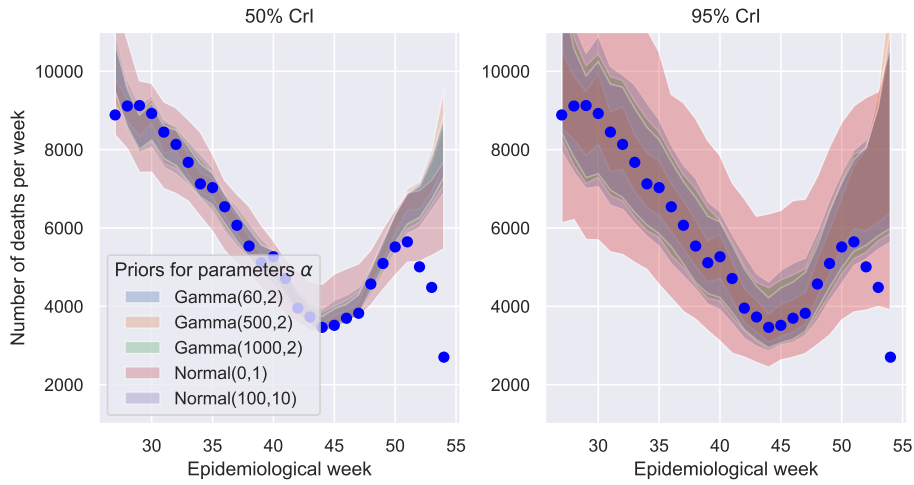 50% CrI
95% CrI
Number of deaths per week
10000
8000
6000
4000
2000
Priors for parameters α
Gamma(60,2)
Gamma(500,2)
Gamma(1000,2)
Normal(0,1)
Normal(100,10)
30 35 40 45 50 55
Epidemiological week
10000
8000
6000
4000
2000
30 35 40 45 50 55
Epidemiological week